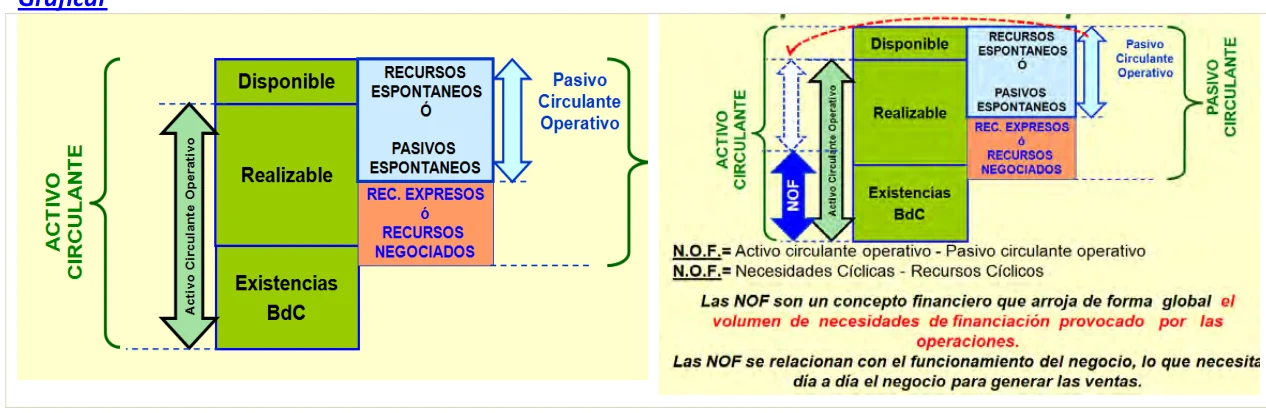 Graficar
ACTIVO
CIRCULANTE
Activo Circulante Operativo
Disponible
Realizable
Existencias
BdC
RECURSOS
ESPONTANEOS
Ó
PASIVOS
ESPONTANEOS
REC. EXPRESOS
ó
RECURSOS
NEGOCIADOS
Pasivo
Circulante
Operativo
ACTIVO
CIRCULANTE
NOF
Activo Circulante Operativo
Disponible
Realizable
Existencias
BdC
RECURSOS
ESPONTANEOS
Ó
PASIVOS
ESPONTANEOS
REC. EXPRESOS
ó
RECURSOS
NEGOCIADOS
Pasivo
Circulante
Operativo
PASIVO
CIRCULANTE
N.O.F.= Activo circulante operativo - Pasivo circulante operativo
N.O.F.= Necesidades Cíclicas - Recursos Cíclicos
Las NOF son un concepto financiero que arroja de forma global el
volumen de necesidades de financiación provocado por las
operaciones.
Las NOF se relacionan con el funcionamiento del negocio, lo que necesita
día a día el negocio para generar las ventas.